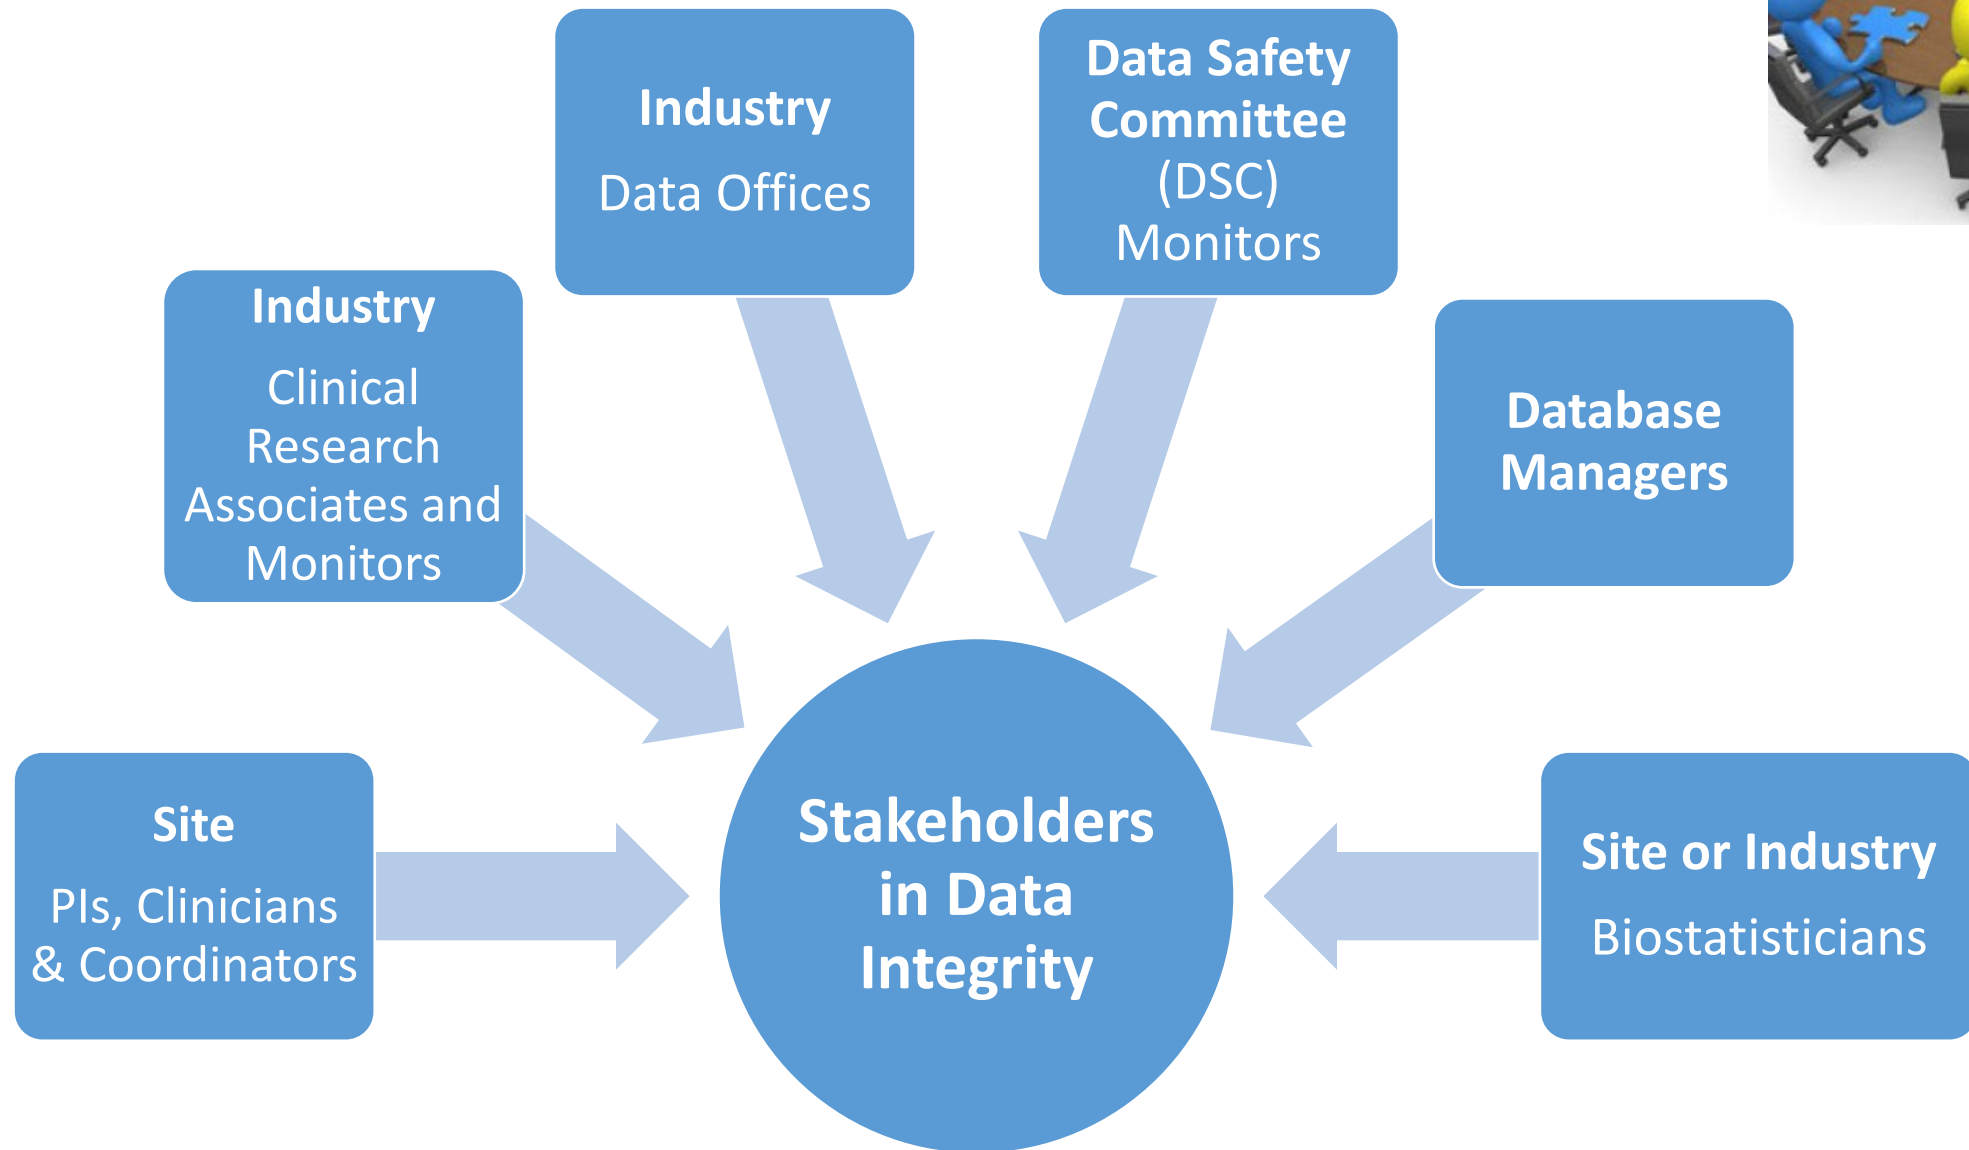 Industry
Data Offices
Data Safety
Committee
(DSC)
Monitors
Industry
Clinical
Research
Associates and
Monitors
Database
Managers
Site
PIs, Clinicians
& Coordinators
Stakeholders
in Data
Integrity
Site or Industry
Biostatisticians